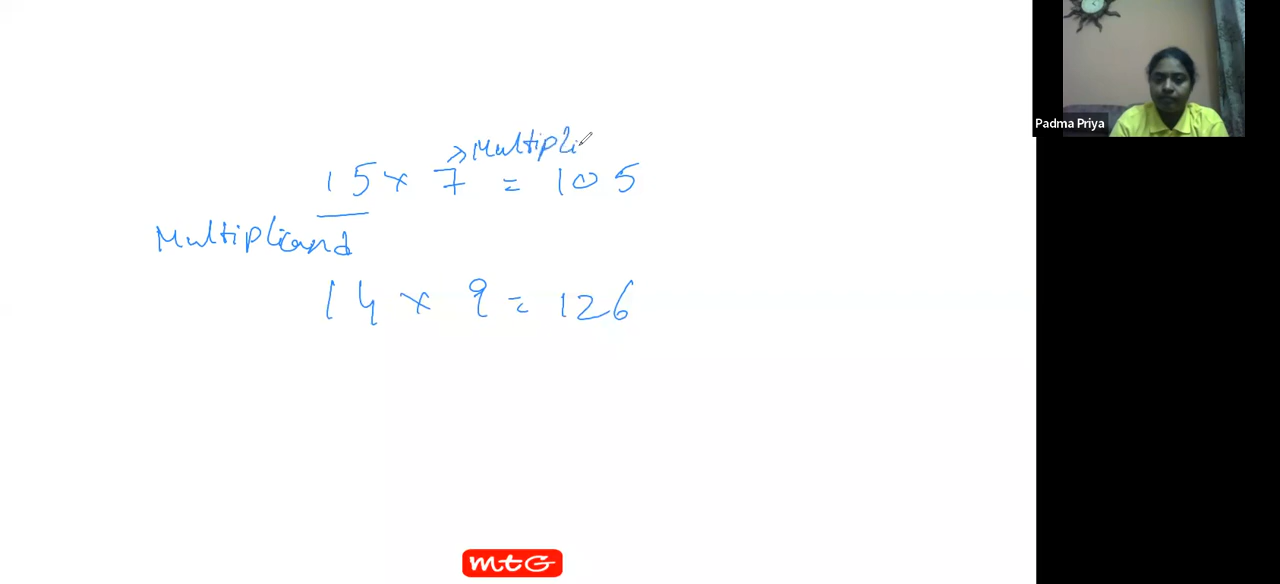 Multipli
15 × 7 = 105
Multiplicand
14 × 9 = 126
mtG
Padma Priya